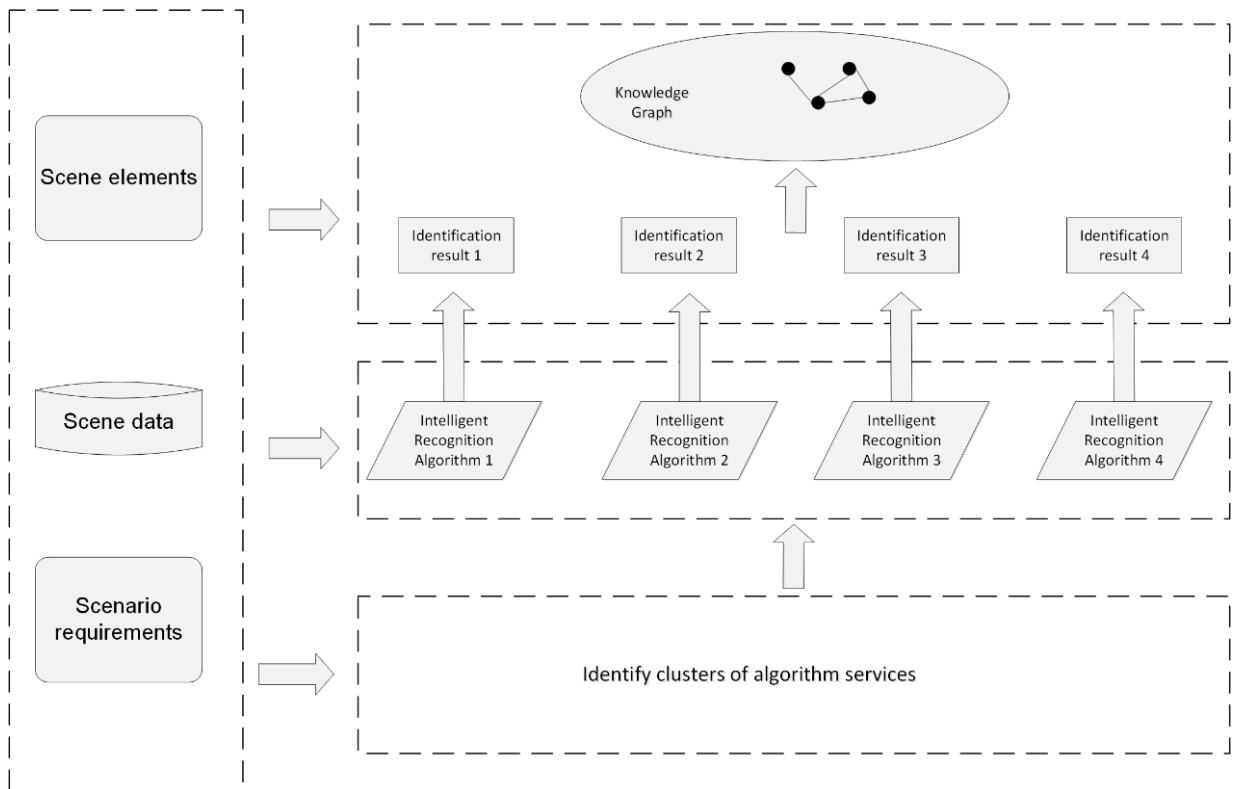 Scene elements
Scene data
Scenario
requirements
Knowledge
Graph
Identification
result 1
Identification
result 2
Identification
result 3
Identification
result 4
Intelligent
Recognition
Algorithm 1
Intelligent
Recognition
Algorithm 2
Intelligent
Recognition
Algorithm 3
Intelligent
Recognition
Algorithm 4
Identify clusters of algorithm services